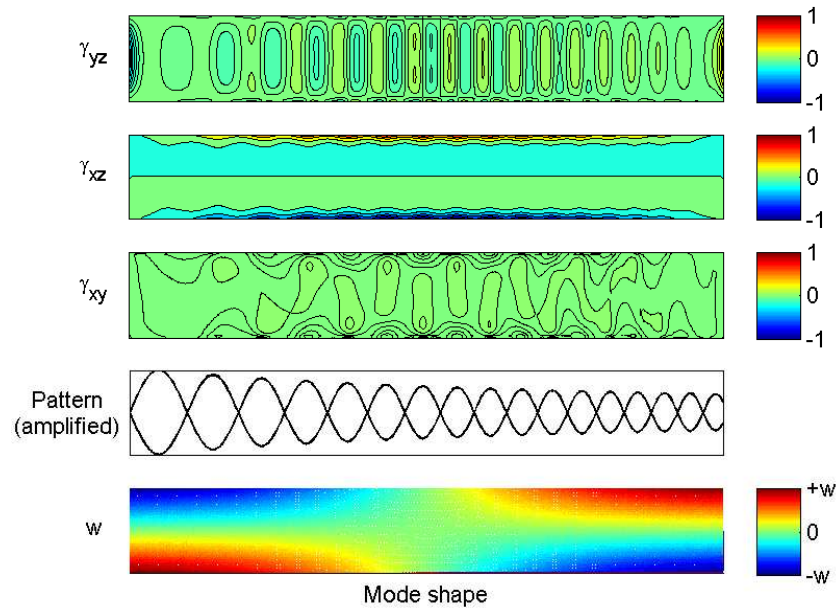 γyz
1
0
-1
γxz
1
0
-1
γxy
1
0
-1
Pattern
(amplified)
w
+w
0
-w
Mode shape